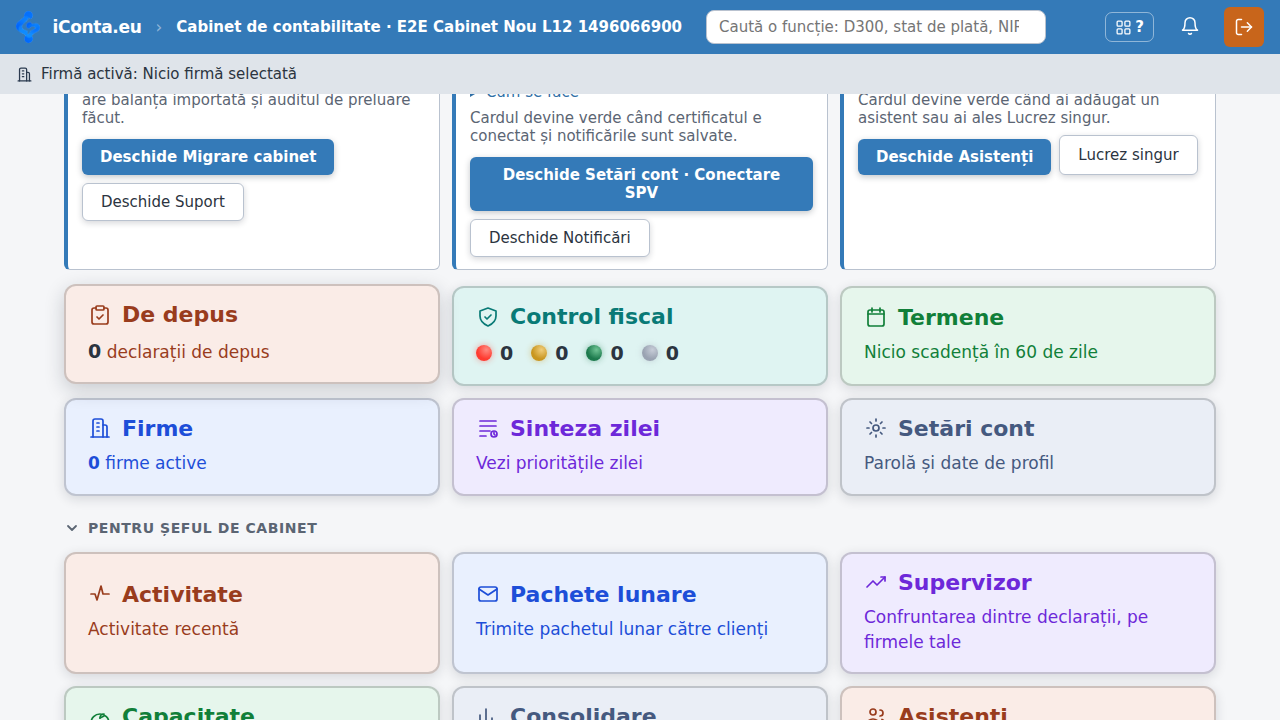 iConta.eu › Cabinet de contabilitate · E2E Cabinet Nou L12 1496066900
Caută o funcție: D300, stat de plată, NIF
?
Firmă activă: Nicio firmă selectată
are balanța importată și auditul de preluare
făcut.
Deschide Migrare cabinet
Deschide Suport
Cum se face
Cardul devine verde când certificatul e
conectat și notificările sunt salvate.
Deschide Setări cont · Conectare
SPV
Deschide Notificări
Cardul devine verde când ai adăugat un
asistent sau ai ales Lucrez singur.
Deschide Asistenți
Lucrez singur
De depus
0 declarații de depus
Control fiscal
0 0 0 0
Termene
Nicio scadență în 60 de zile
Firme
0 firme active
Sinteza zilei
Vezi prioritățile zilei
Setări cont
Parolă și date de profil
PENTRU ȘEFUL DE CABINET
Activitate
Activitate recentă
Pachete lunare
Trimite pachetul lunar către clienți
Supervizor
Confruntarea dintre declarații, pe
firmele tale
Capacitate
Consolidare
Asistenți